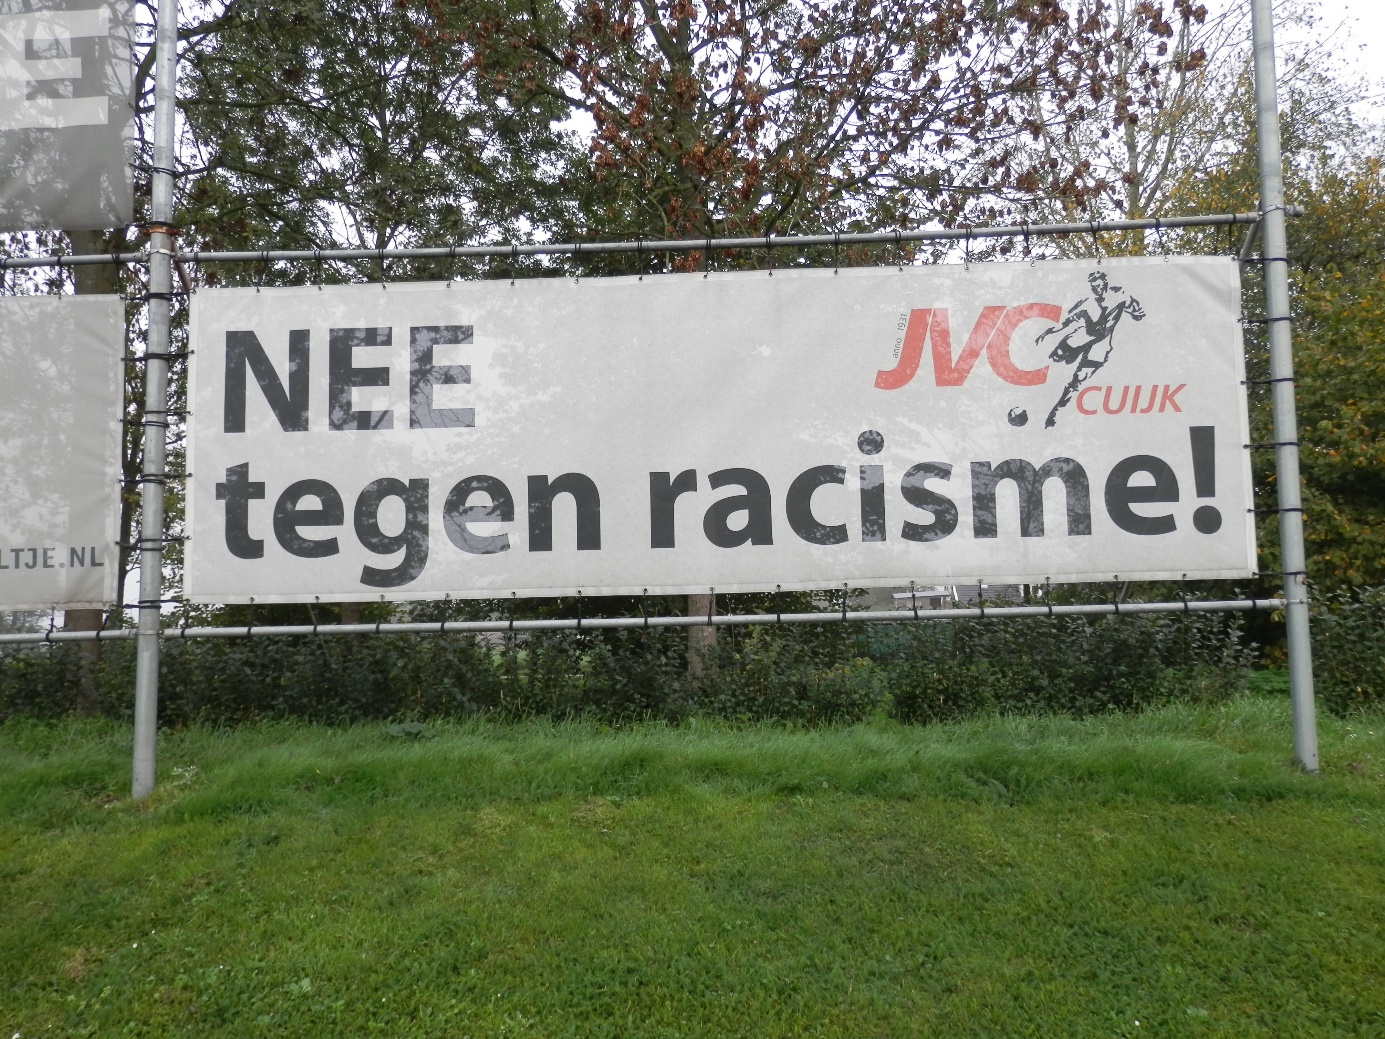 E
LTJE.NL
NEE
tegen racisme!
anno 1931
JVC
CUIJK